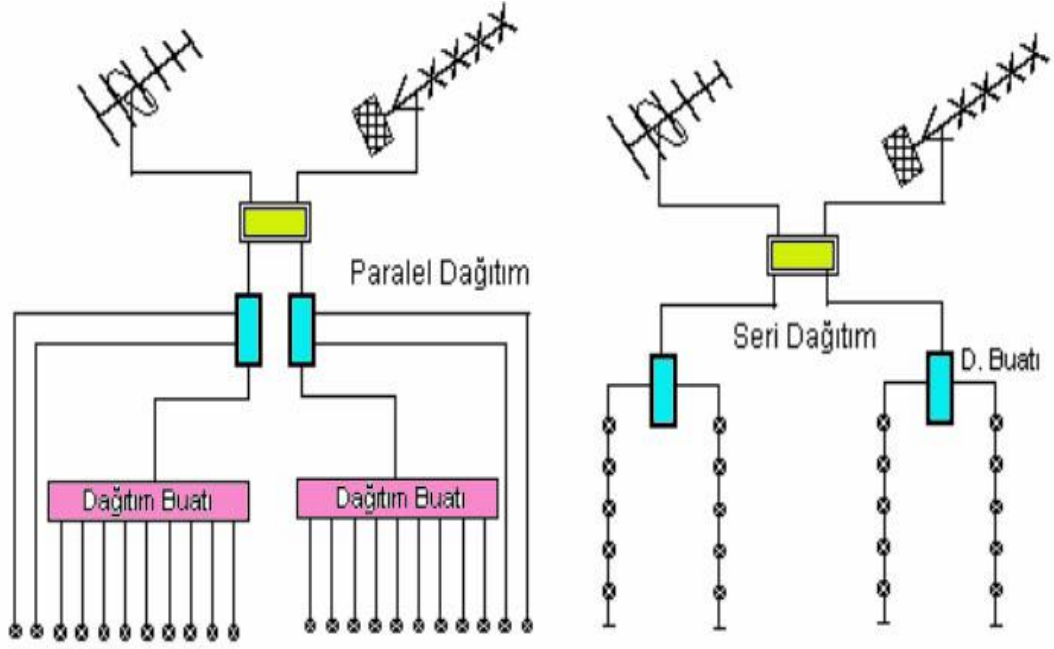 Paralel Dağıtım
Dağıtım Buatı
Dağıtım Buatı
Seri Dağıtım
D. Buatı